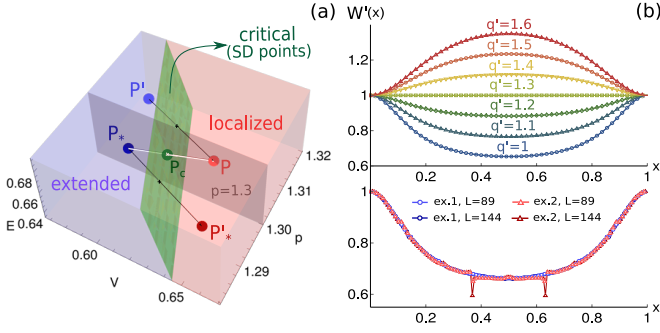 (a)
critical
(SD points)
P'
localized
P*
P
Pc
extended
p=1.3
P'*
0.68
0.66
0.64
E
0.60
V
0.65
1.32
1.31
1.30
p
1.29
W'(x)
(b)
q'=1.6
q'=1.5
q'=1.4
q'=1.3
q'=1.2
q'=1.1
q'=1
1.2
1
0.8
0.6
0.2
0.4
0.6
0.8
1
x
ex.1, L=89
ex.2, L=89
ex.1, L=144
ex.2, L=144
1
0.8
0.6
0.2
0.4
0.6
0.8
1
x